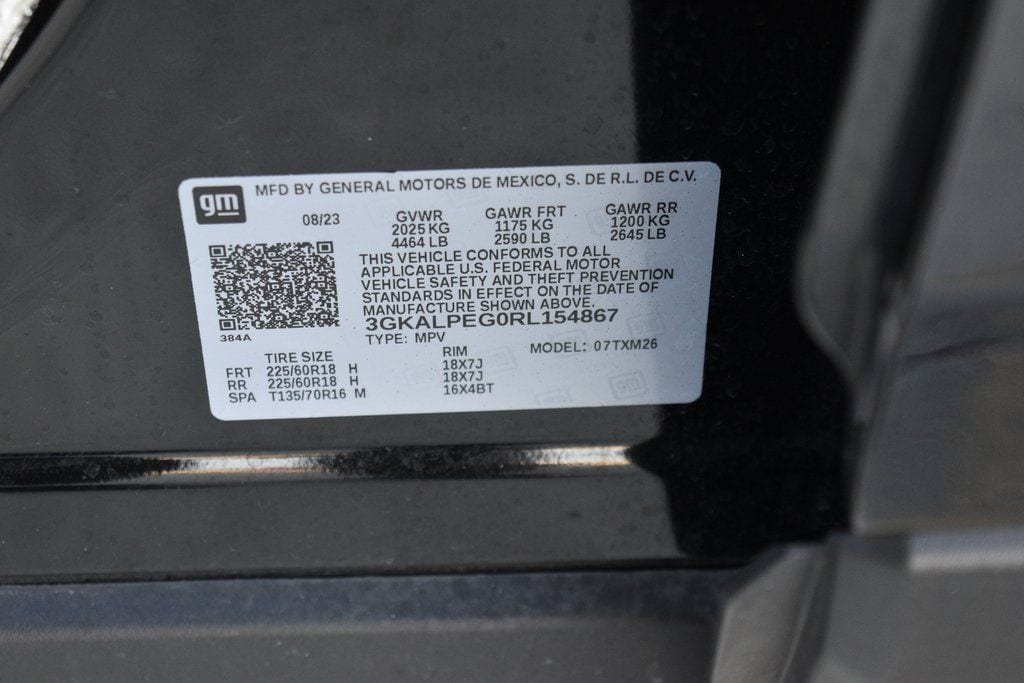 gm MFD BY GENERAL MOTORS DE MEXICO, S. DE R.L. DE C.V.
08/23 GVWR GAWR FRT GAWR RR
2025 KG 1175 KG 1200 KG
4464 LB 2590 LB 2645 LB
THIS VEHICLE CONFORMS TO ALL
APPLICABLE U.S. FEDERAL MOTOR
VEHICLE SAFETY AND THEFT PREVENTION
STANDARDS IN EFFECT ON THE DATE OF
MANUFACTURE SHOWN ABOVE.
3GKALPEG0RL154867
384A
TYPE: MPV MODEL: 07TXM26
TIRE SIZE RIM
FRT 225/60R18 H 18X7J
RR 225/60R18 H 18X7J
SPA T135/70R16 M 16X4BT
gm